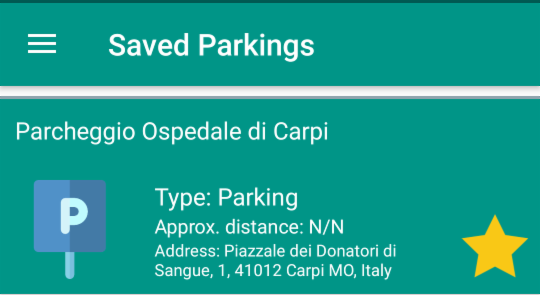 Saved Parkings
Parcheggio Ospedale di Carpi
P
Type: Parking
Approx. distance: N/N
Address: Piazzale dei Donatori di
Sangue, 1, 41012 Carpi MO, Italy